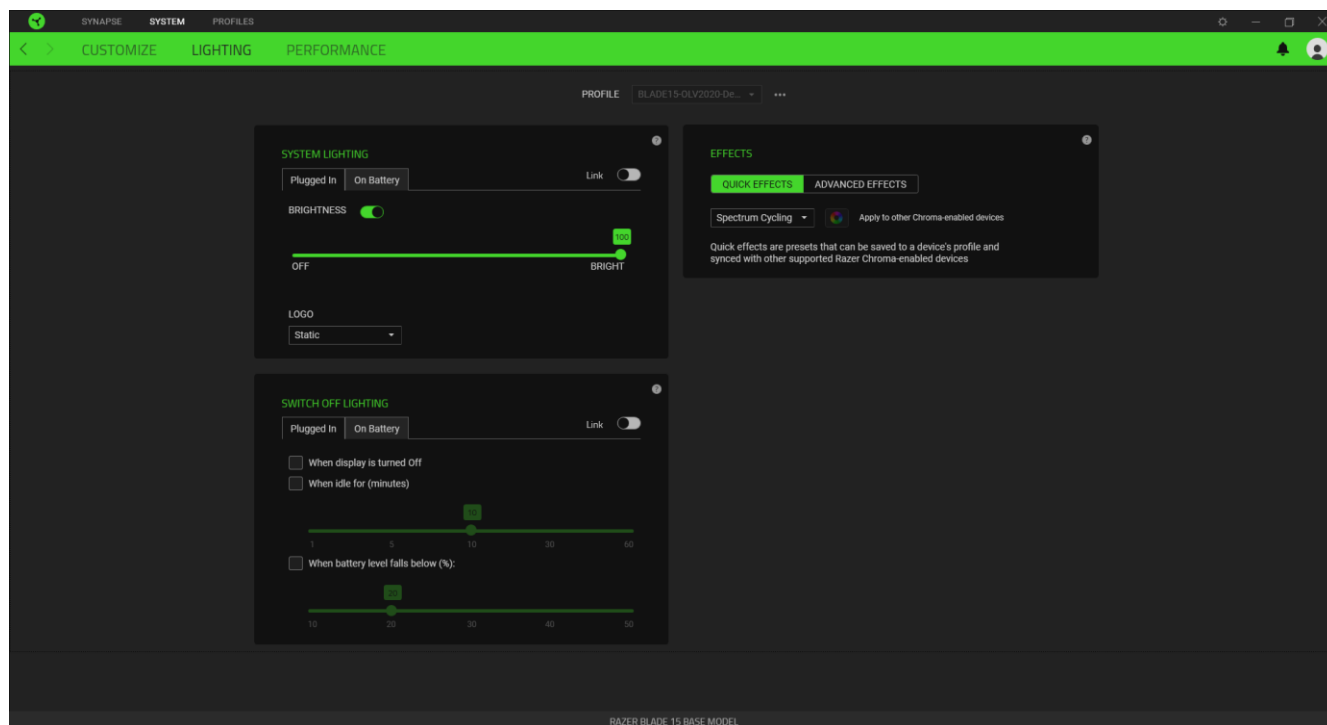 SYNAPSE SYSTEM PROFILES
CUSTOMIZE LIGHTING PERFORMANCE
PROFILE BLADE15-OLV2020-De... 
SYSTEM LIGHTING
Plugged In On Battery Link
BRIGHTNESS
100
OFF BRIGHT
LOGO
Static
EFFECTS
QUICK EFFECTS ADVANCED EFFECTS
Spectrum Cycling Apply to other Chroma-enabled devices
Quick effects are presets that can be saved to a device's profile and
synced with other supported Razer Chroma-enabled devices
SWITCH OFF LIGHTING
Plugged In On Battery Link
When display is turned Off
When idle for (minutes)
10
1 5 10 30 60
When battery level falls below (%):
20
10 20 30 40 50
RAZER BLADE 15 BASE MODEL